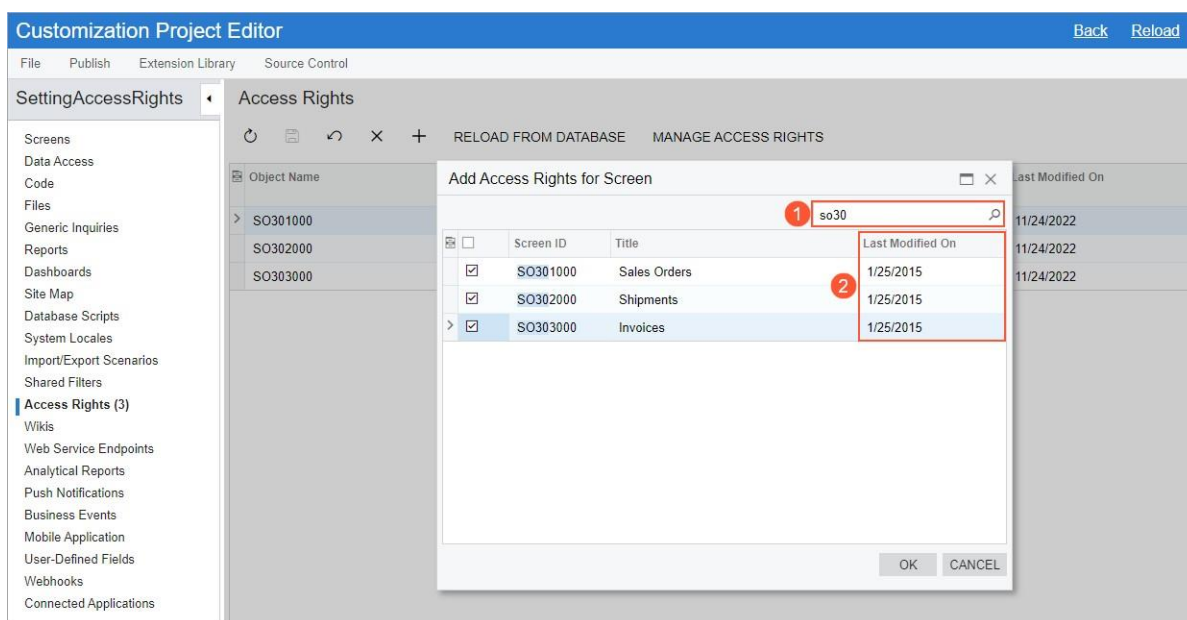 Customization Project Editor Back Reload
File Publish Extension Library Source Control
SettingAccessRights Access Rights
Screens
Data Access
Code
Files
Generic Inquiries
Reports
Dashboards
Site Map
Database Scripts
System Locales
Import/Export Scenarios
Shared Filters
Access Rights (3)
Wikis
Web Service Endpoints
Analytical Reports
Push Notifications
Business Events
Mobile Application
User-Defined Fields
Webhooks
Connected Applications
RELOAD FROM DATABASE MANAGE ACCESS RIGHTS
Object Name Last Modified On
SO301000 11/24/2022
SO302000 11/24/2022
SO303000 11/24/2022
Add Access Rights for Screen
1 so30
Screen ID Title Last Modified On
SO301000 Sales Orders 1/25/2015
2
SO302000 Shipments 1/25/2015
SO303000 Invoices 1/25/2015
OK CANCEL